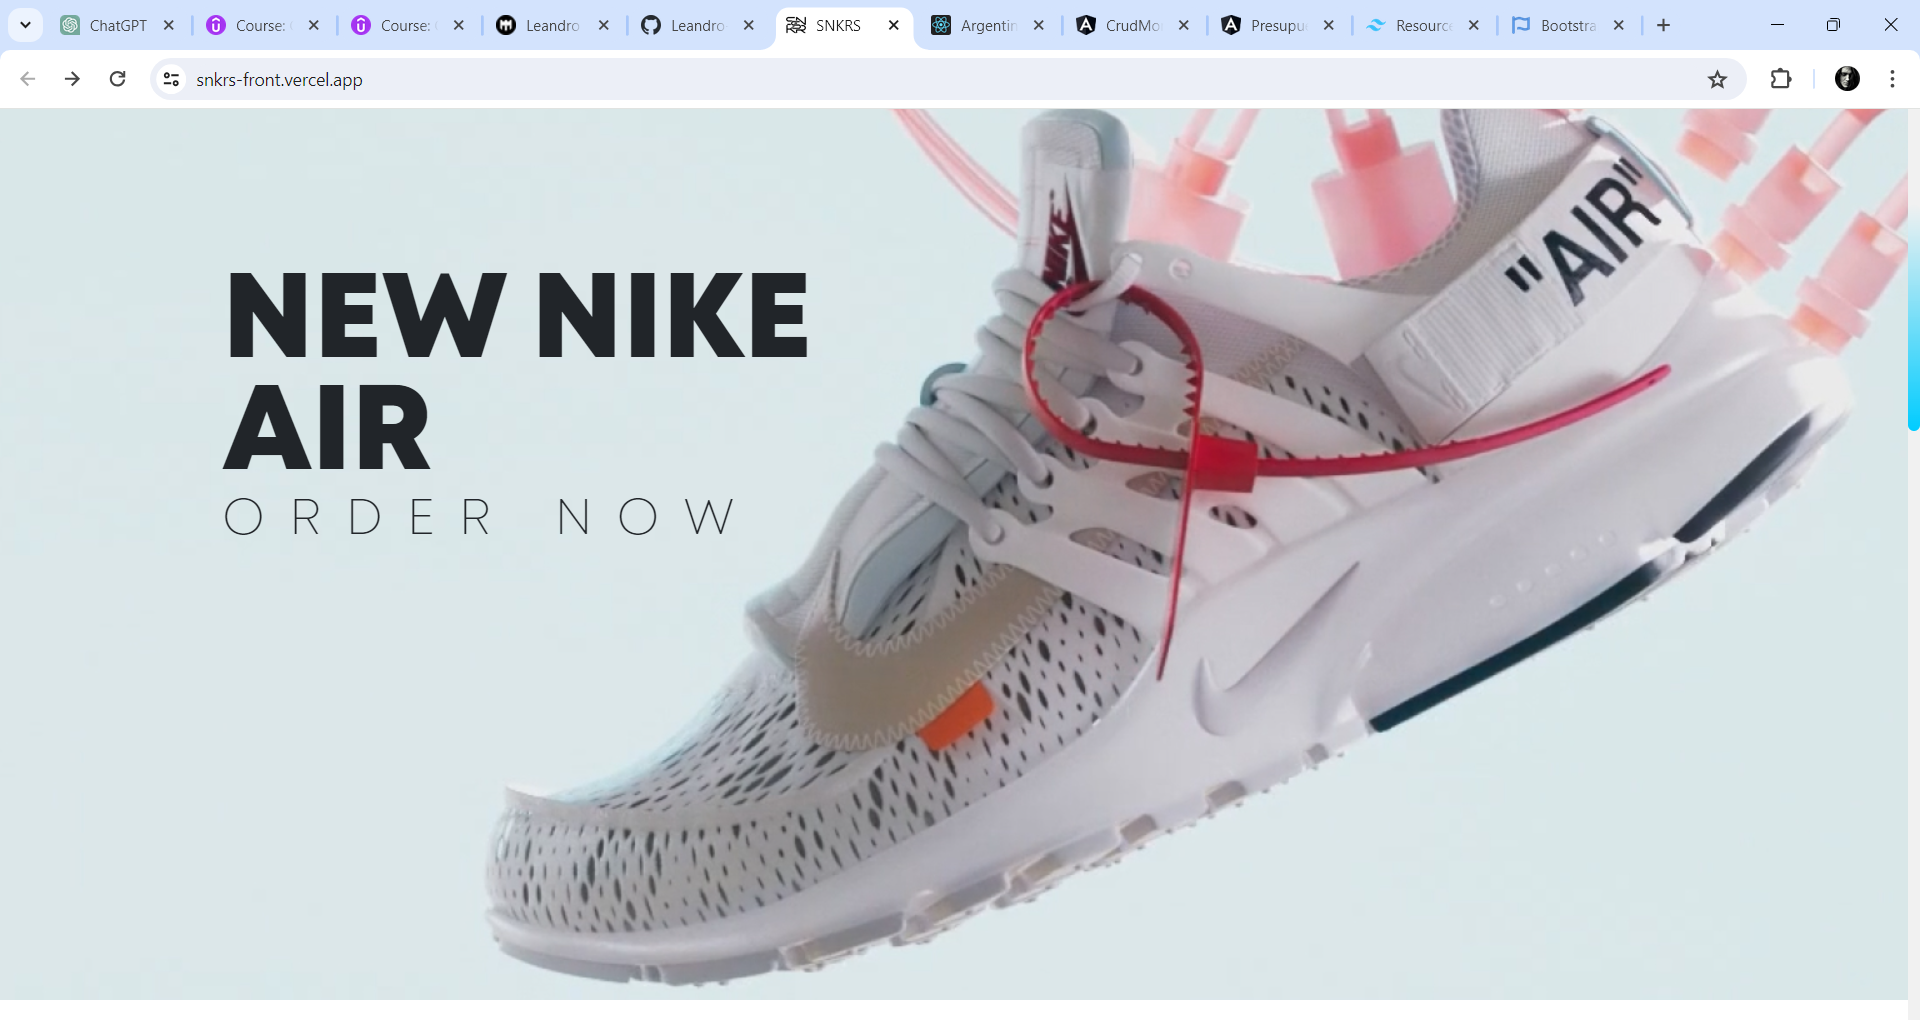 ChatGPT
Course:
Course:
Leandro
Leandro
SNKRS
Argentin
CrudMo
Presupu
Resourc
Bootstra
snkrs-front.vercel.app
NIKE
"AIR"
NEW NIKE
AIR
ORDER NOW